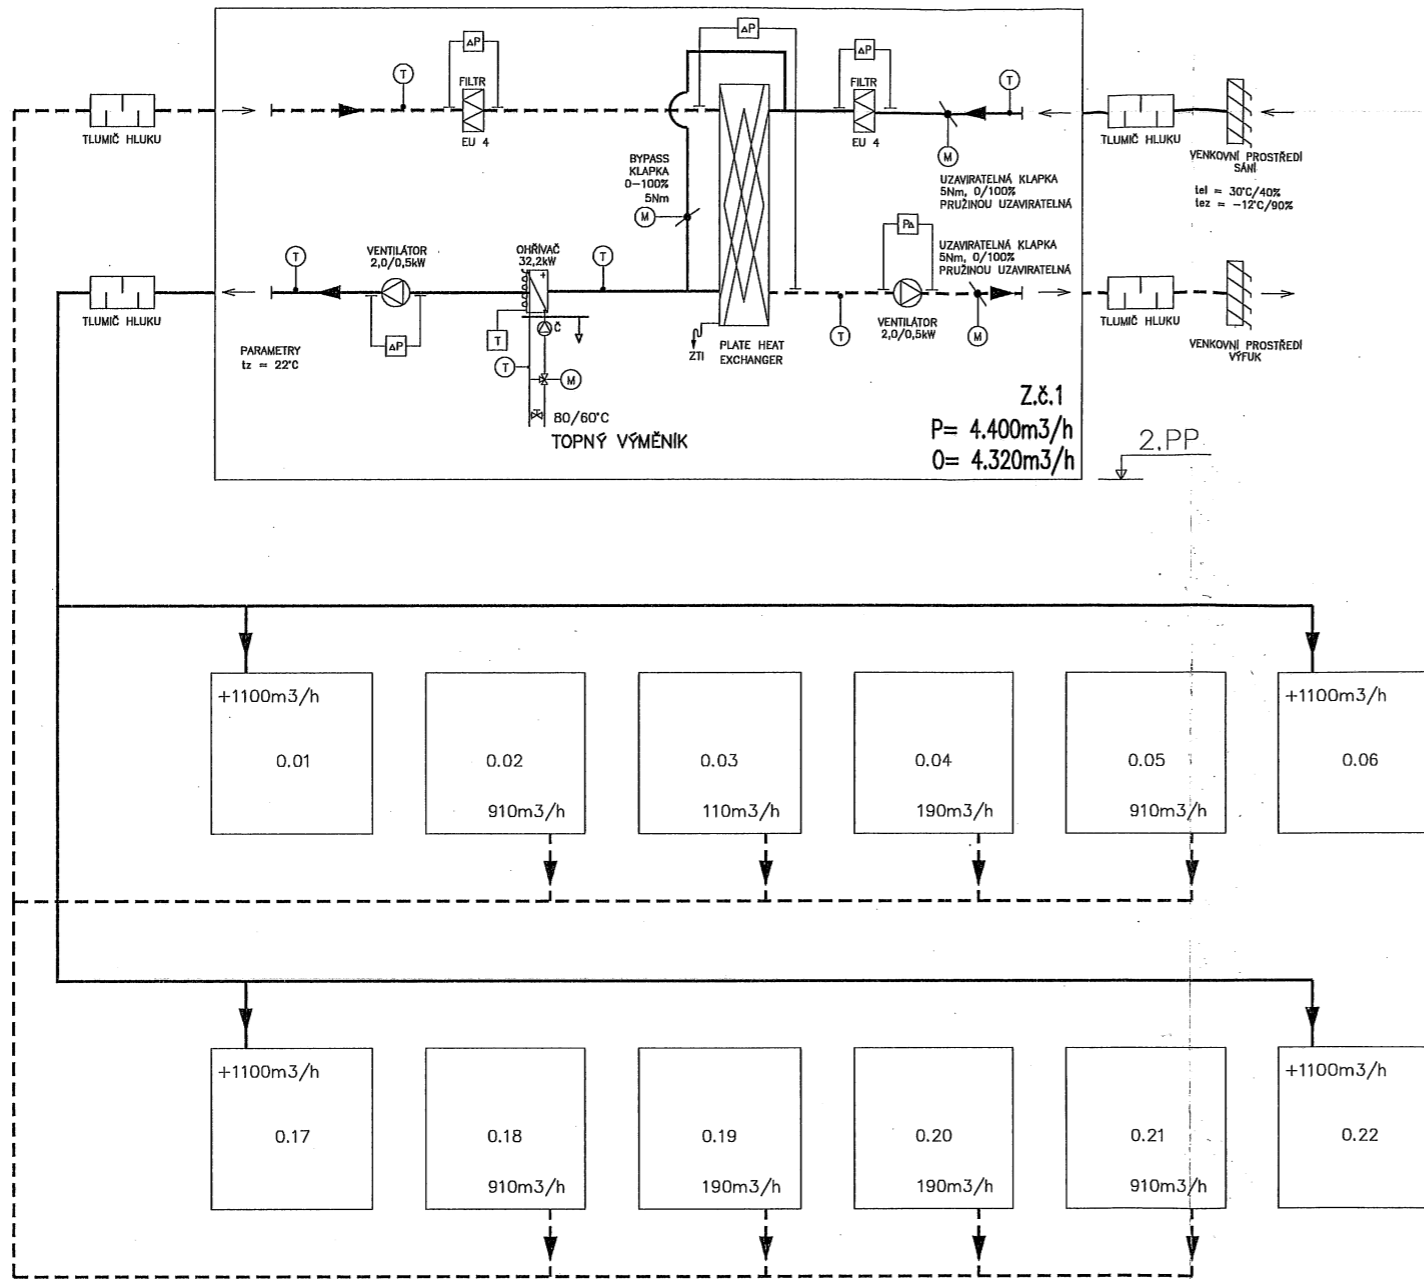 ΔP
ΔP
ΔP
T
FILTR
EU 4
FILTR
EU 4
T
TLUMIČ HLUKU
TLUMIČ HLUKU
VENKOVNÍ PROSTŘEDÍ
SÁNÍ
tel = 30°C/40%
tez = -12°C/90%
M
UZAVIRATELNÁ KLAPKA
5Nm, 0/100%
PRUŽINOU UZAVIRATELNÁ
BYPASS
KLAPKA
0-100%
5Nm
M
T
VENTILÁTOR
2,0/0,5kW
OHŘÍVAČ
32,2kW
T
PΔ
UZAVIRATELNÁ KLAPKA
5Nm, 0/100%
PRUŽINOU UZAVIRATELNÁ
TLUMIČ HLUKU
TLUMIČ HLUKU
VENKOVNÍ PROSTŘEDÍ
VÝFUK
PARAMETRY
tz = 22°C
ΔP
+
T
Č
T
M
80/60°C
TOPNÝ VÝMĚNÍK
ZTI
PLATE HEAT
EXCHANGER
T
VENTILÁTOR
2,0/0,5kW
M
Z.č.1
P= 4.400m3/h
O= 4.320m3/h
2.PP
+1100m3/h
0.01
0.02
910m3/h
0.03
110m3/h
0.04
190m3/h
0.05
910m3/h
+1100m3/h
0.06
+1100m3/h
0.17
0.18
910m3/h
0.19
190m3/h
0.20
190m3/h
0.21
910m3/h
+1100m3/h
0.22